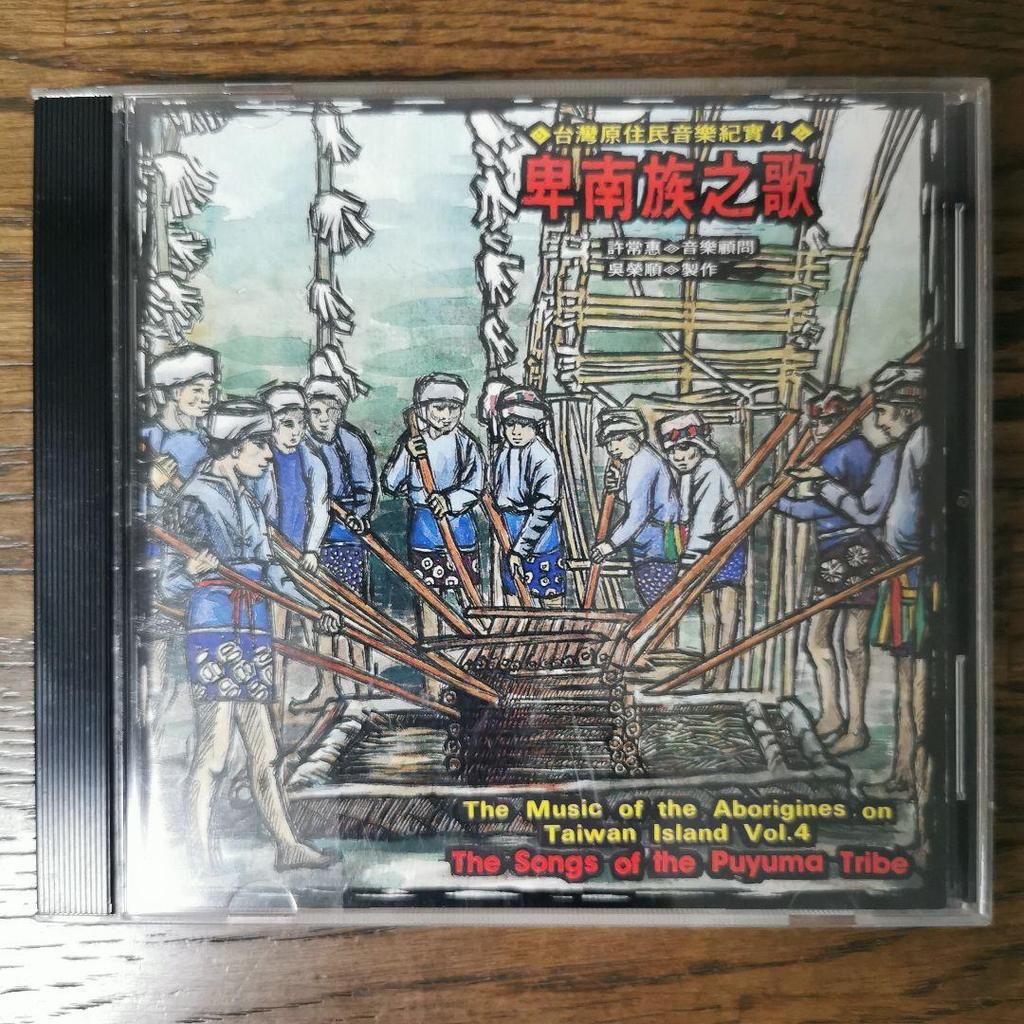 台灣原住民音樂紀實 4
卑南族之歌
許常惠 音樂顧問
吳榮順 製作
The Music of the Aborigines on
Taiwan Island Vol.4
The Songs of the Puyuma Tribe